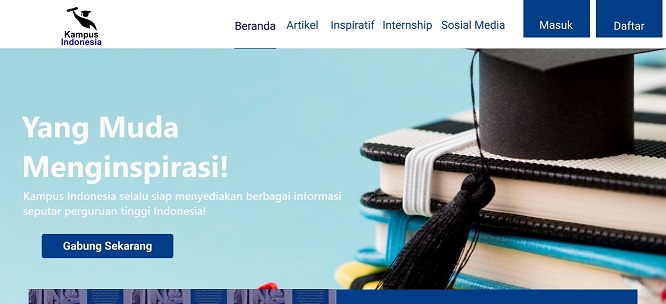 Kampus
Indonesia
Beranda
Artikel
Inspiratif
Internship
Sosial Media
Masuk
Daftar
Yang Muda
Menginspirasi!
Kampus Indonesia selalu siap menyediakan berbagai informasi
seputar perguruan tinggi Indonesia!
Gabung Sekarang